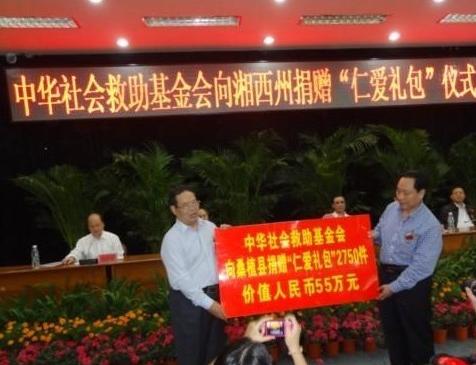 中华社会救助基金会向湘西州捐赠“仁爱礼包”仪式
中华社会救助基金会
向桑植县捐赠“仁爱礼包”2750件
价值人民币55万元